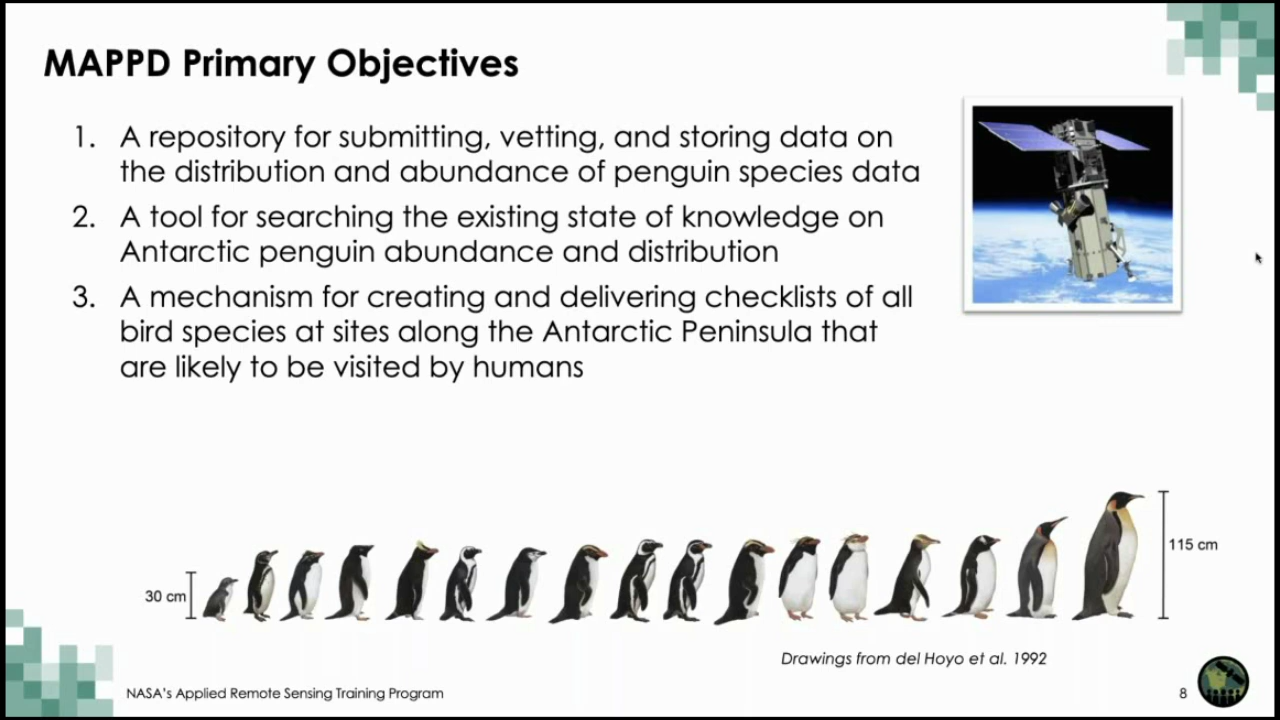 MAPPD Primary Objectives
1. A repository for submitting, vetting, and storing data on
the distribution and abundance of penguin species data
2. A tool for searching the existing state of knowledge on
Antarctic penguin abundance and distribution
3. A mechanism for creating and delivering checklists of all
bird species at sites along the Antarctic Peninsula that
are likely to be visited by humans
30 cm
115 cm
Drawings from del Hoyo et al. 1992
NASA's Applied Remote Sensing Training Program
8